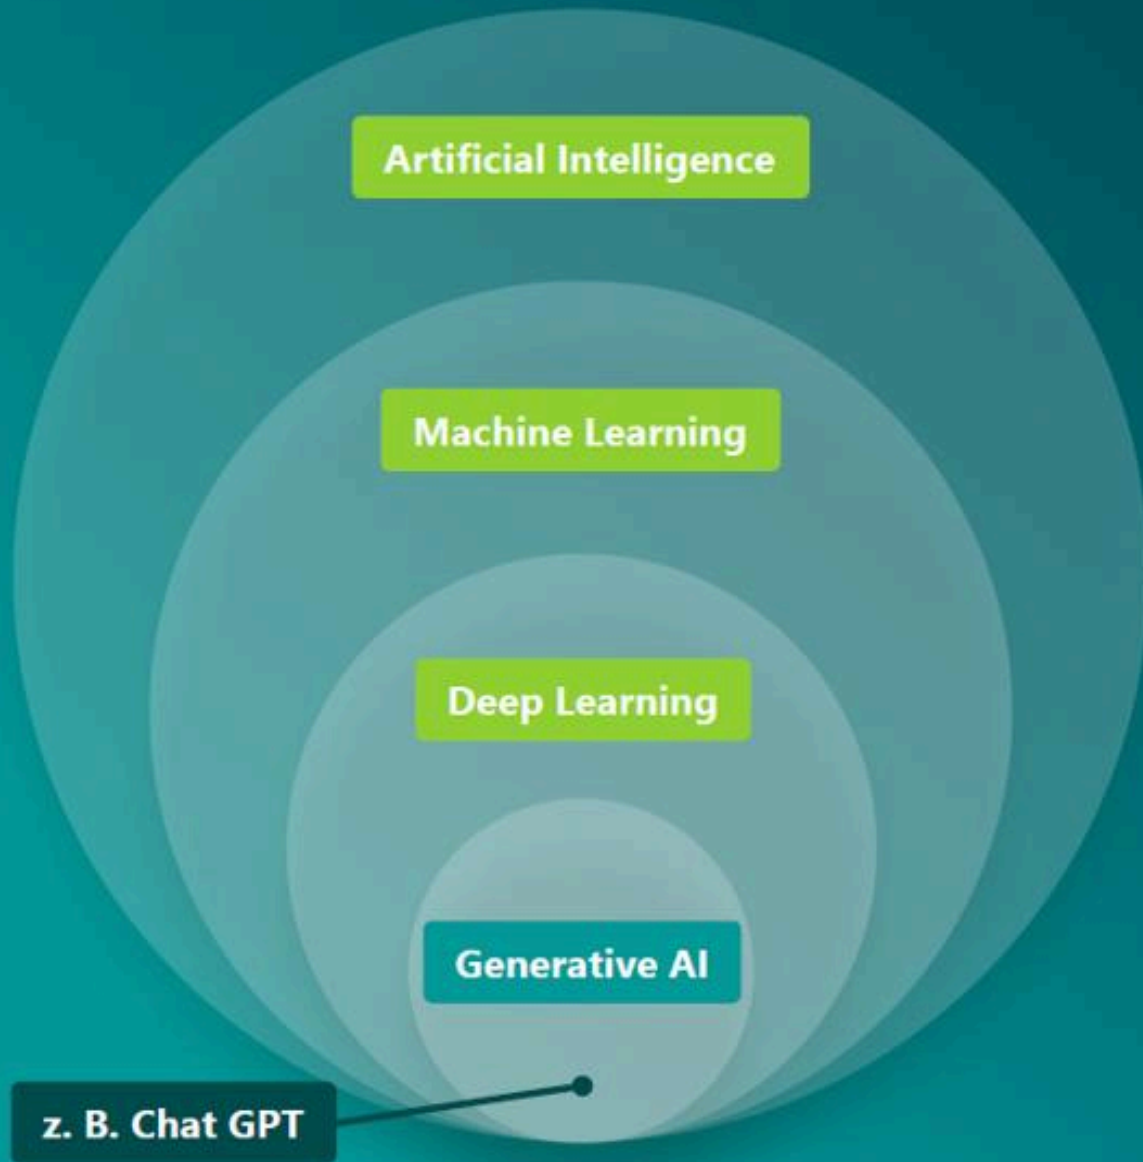 Artificial Intelligence
Machine Learning
Deep Learning
Generative AI
z. B. Chat GPT